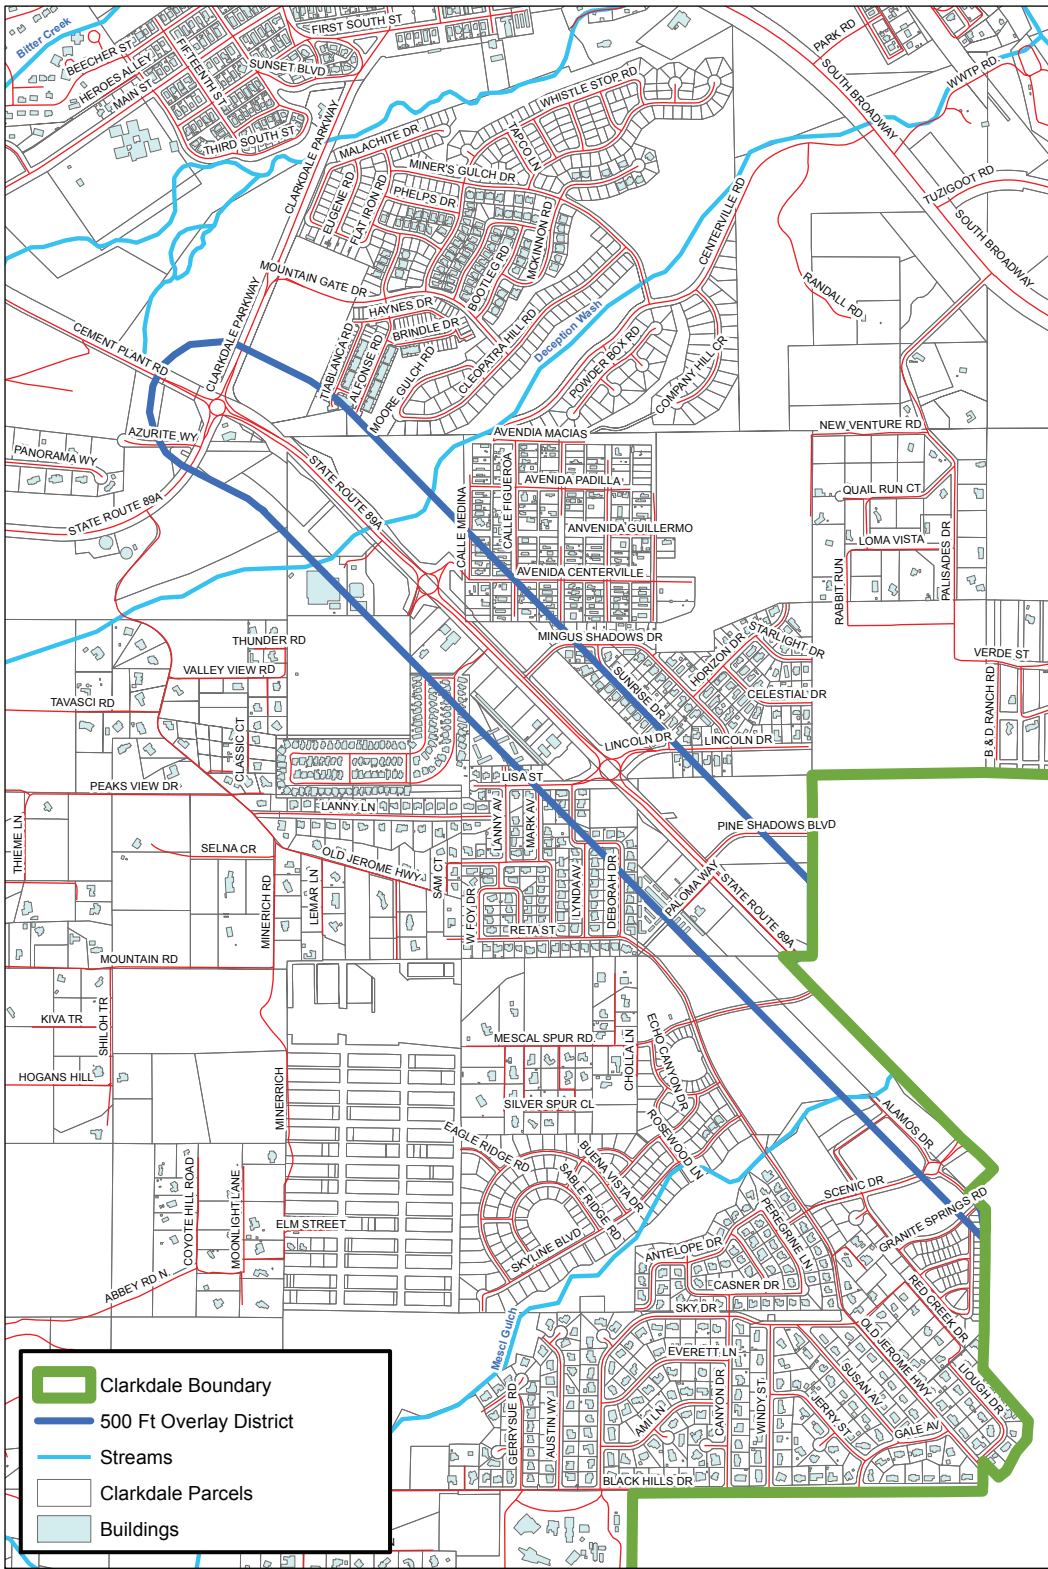 Bitter Creek
FIRST SOUTH ST
BEECHER ST
FIFTEENTH ST
SUNSET BLVD
HEROES ALLEY
MAIN ST
THIRD SOUTH ST
CLARKDALE PARKWAY
PARK RD
SOUTH BROADWAY
WWTP RD
WHISTLE STOP RD
TAPCO LN
MALACHITE DR
MINER'S GULCH DR
EUGENE RD
FLAT IRON RD
PHELPS DR
BOOTLEG RD
MCKINNON RD
CENTERVILLE RD
TUZIGOOT RD
SOUTH BROADWAY
RANDALL RD
MOUNTAIN GATE DR
HAYNES DR
BRINDLE DR
CLEOPATRA HILL RD
Deception Wash
CEMENT PLANT RD
CLARKDALE PARKWAY
TIABLANCA RD
ALFONSE RD
MOORE GULCH RD
POWDER BOX RD
COMPANY HILL CR
AZURITE WY
PANORAMA WY
STATE ROUTE 89A
STATE ROUTE 89A
AVENDIA MACIAS
CALLE MEDINA
CALLE FIGUEROA
AVENIDA PADILLA
ANVENIDA GUILLERMO
AVENIDA CENTERVILLE
NEW VENTURE RD
QUAIL RUN CT
LOMA VISTA
RABBIT RUN
PALISADES DR
THUNDER RD
VALLEY VIEW RD
TAVASCI RD
CLASSIC CT
PEAKS VIEW DR
MINGUS SHADOWS DR
SUNRISE DR
HORIZON DR
STARLIGHT DR
CELESTIAL DR
LINCOLN DR
LINCOLN DR
VERDE ST
B & D RANCH RD
LISA ST
LANNY LN
LANNY AV
MARK AV
THIEME LN
SELNA CR
OLD JEROME HWY
SAM CT
W FOY DR
LYNDA AV
DEBORAH DR
RETA ST
PINE SHADOWS BLVD
PALOMA WAY
STATE ROUTE 89A
MINERICH RD
LEMAR LN
MOUNTAIN RD
KIVA TR
SHILOH TR
HOGANS HILL
MINERRICH
MESCAL SPUR RD
CHOLLA LN
SILVER SPUR CL
ECHO CANYON DR
ROSEWOOD LN
EAGLE RIDGE RD
BUENA VISTA DR
SABLE RIDGE RD
SKYLINE BLVD
ALAMOS DR
SCENIC DR
GRANITE SPRINGS RD
PEREGRINE LN
COYOTE HILL ROAD
MOONLIGHT LANE
ELM STREET
ABBEY RD N.
ANTELOPE DR
CASNER DR
SKY DR
RED CREEK DR
Mescl Gulch
EVERETT LN
OLD JEROME HWY
SUSAN AV
LOUGH DR
GERRY SUE RD
AUSTIN WY
AMI LN
CANYON DR
WINDY ST
JERRY ST
GALE AV
BLACK HILLS DR
Clarkdale Boundary
500 Ft Overlay District
Streams
Clarkdale Parcels
Buildings